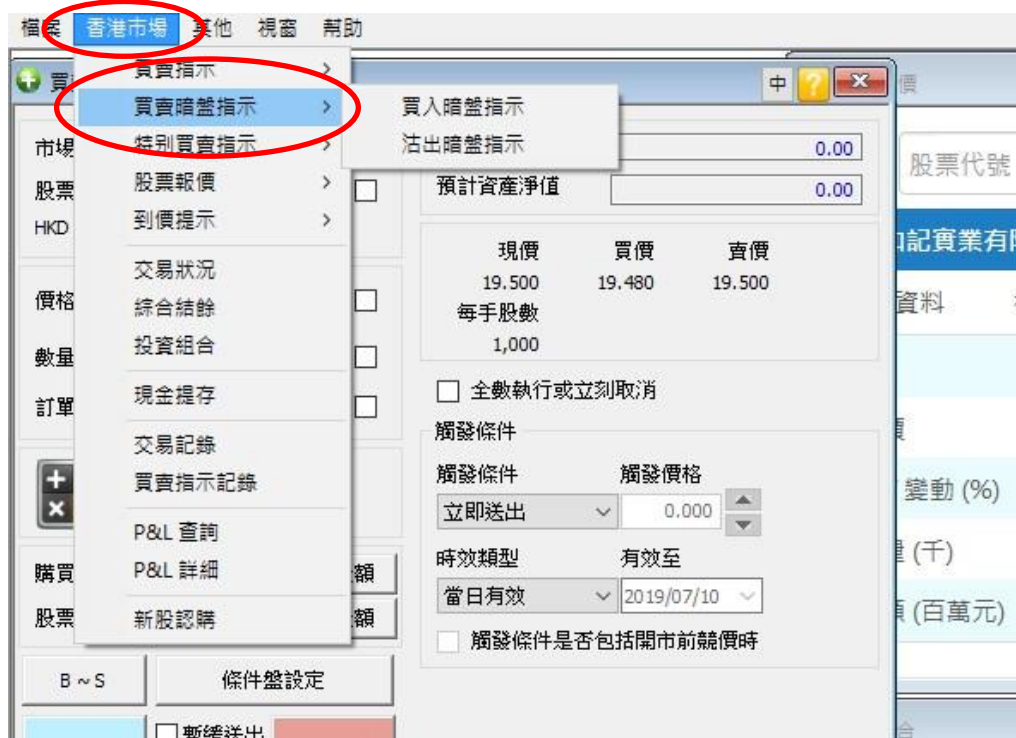 檔案 香港市場 其他 視窗 幫助
買賣指示 >
買賣暗盤指示 >
特別買賣指示 >
股票報價 >
到價提示 >
交易狀況
綜合結餘
投資組合
現金提存
交易記錄
買賣指示記錄
P&L 查詢
P&L 詳細
新股認購
買入暗盤指示
沽出暗盤指示
中 ?
市場
股票
HKD
價格
數量
訂單
購買
股票
額
額
B ~ S
條件盤設定
暫緩送出
0.00
預計資產淨值 0.00
現價 買價 賣價
19.500 19.480 19.500
每手股數
1,000
全數執行或立刻取消
觸發條件
觸發條件 觸發價格
立即送出 0.000
時效類型 有效至
當日有效 2019/07/10
觸發條件是否包括開市前競價時
價
股票代號
記實業有
資料
變動 (%)
(千)
(百萬元)